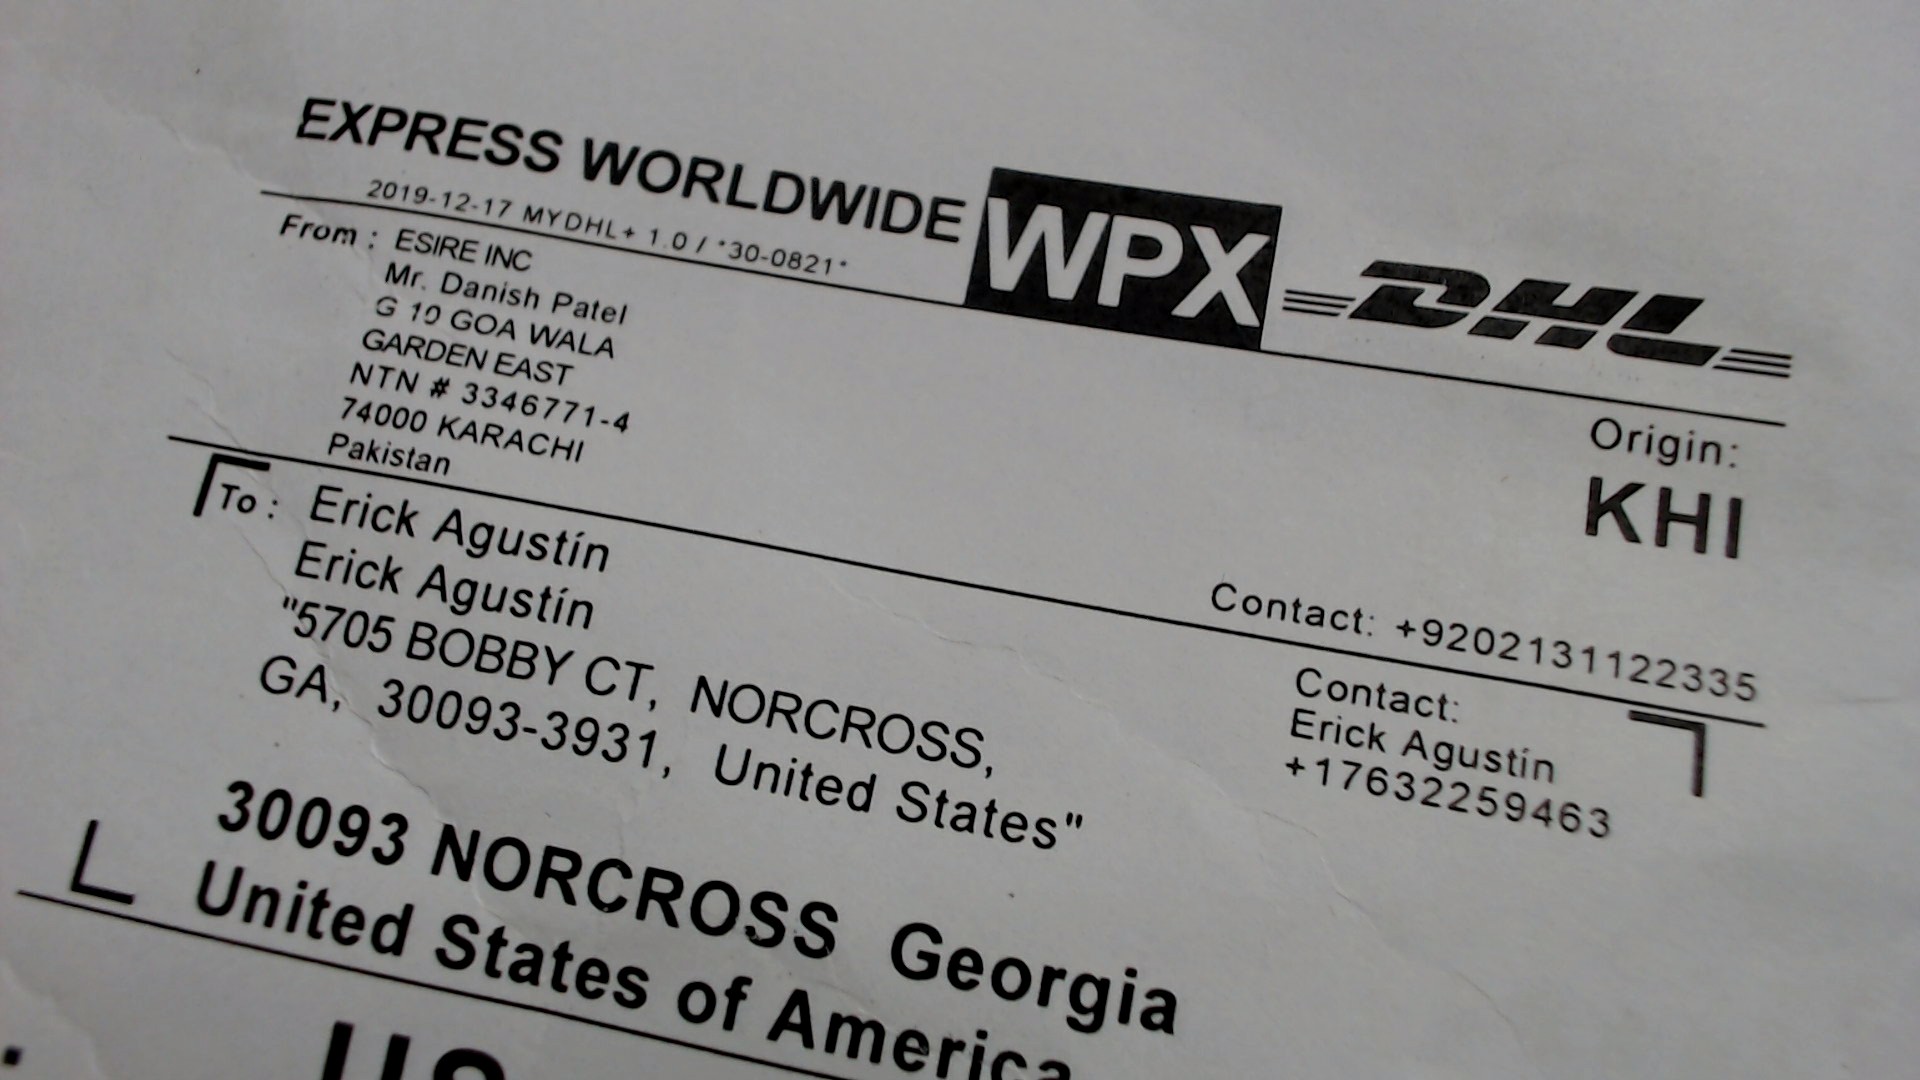 EXPRESS WORLDWIDE WPX DHL
2019-12-17 MYDHL+ 1.0 / *30-0821*
From : ESIRE INC
Mr. Danish Patel
G 10 GOA WALA
GARDEN EAST
NTN # 3346771-4
74000 KARACHI
Pakistan
Origin:
KHI
Contact: +9202131122335
To : Erick Agustín
Erick Agustín
"5705 BOBBY CT, NORCROSS,
GA, 30093-3931, United States"
Contact:
Erick Agustín
+17632259463
30093 NORCROSS Georgia
United States of America